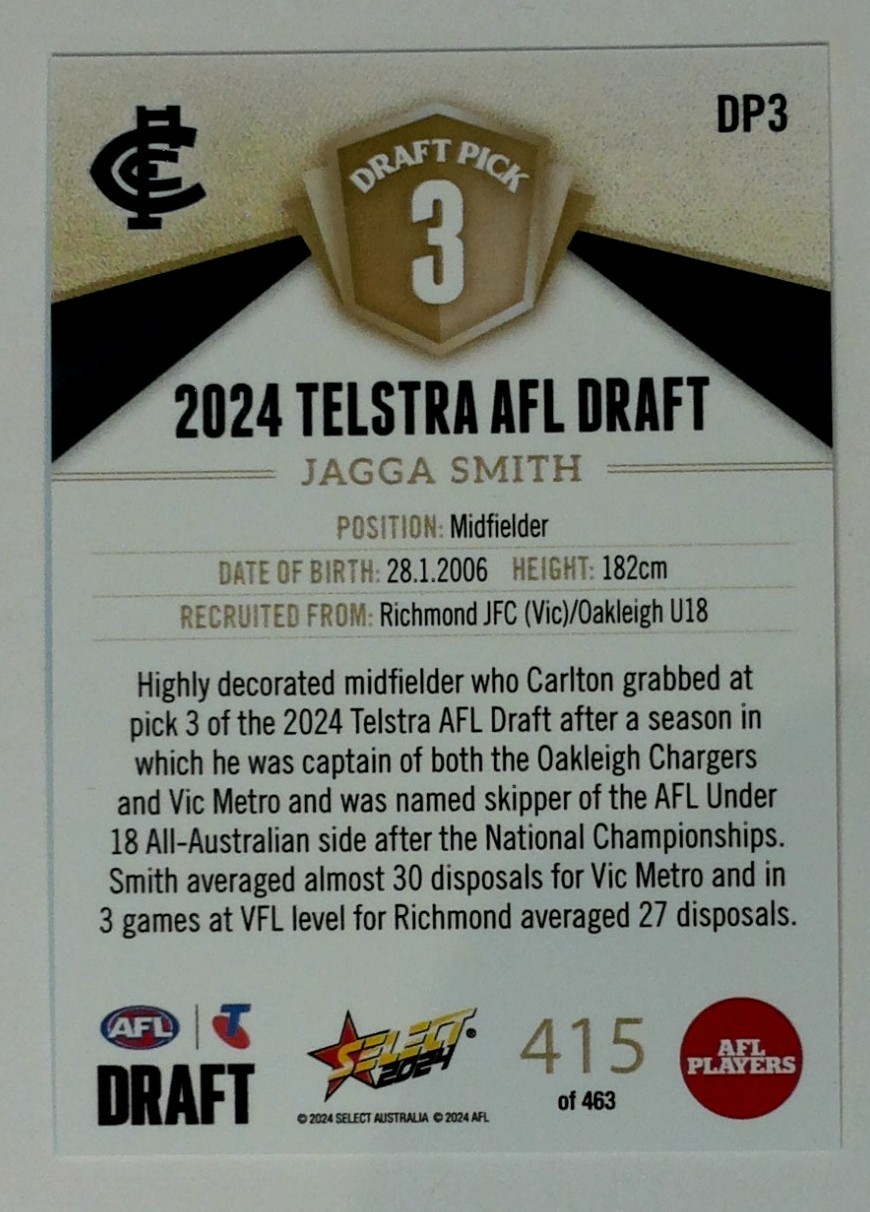 CFC
DP3
DRAFT PICK
3
2024 TELSTRA AFL DRAFT
JAGGA SMITH
POSITION: Midfielder
DATE OF BIRTH: 28.1.2006 HEIGHT: 182cm
RECRUITED FROM: Richmond JFC (Vic)/Oakleigh U18
Highly decorated midfielder who Carlton grabbed at
pick 3 of the 2024 Telstra AFL Draft after a season in
which he was captain of both the Oakleigh Chargers
and Vic Metro and was named skipper of the AFL Under
18 All-Australian side after the National Championships.
Smith averaged almost 30 disposals for Vic Metro and in
3 games at VFL level for Richmond averaged 27 disposals.
AFL T
DRAFT
SELECT®
2024
© 2024 SELECT AUSTRALIA © 2024 AFL
415
of 463
AFL
PLAYERS